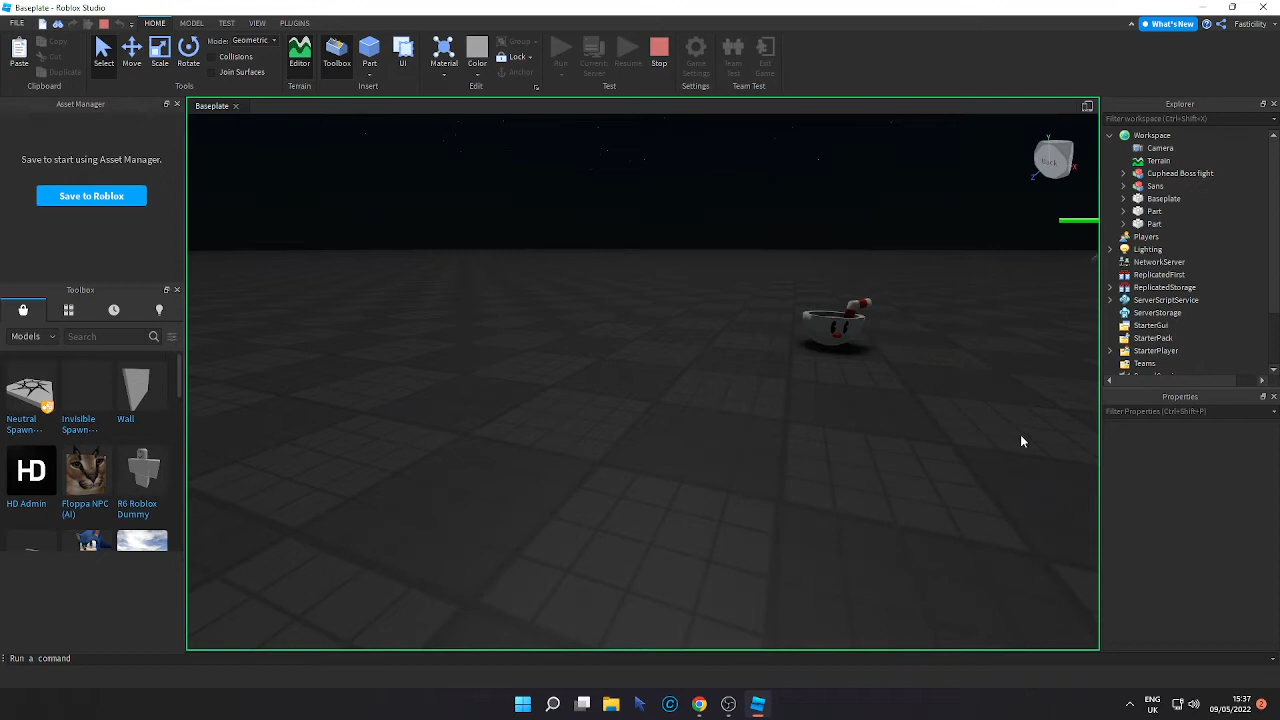 Baseplate - Roblox Studio
FILE HOME MODEL TEST VIEW PLUGINS What's New Fasticility
Paste Copy Cut Duplicate Select Move Scale Rotate Mode: Geometric Collisions Join Surfaces Editor Toolbox Part UI Material Color Group Lock Anchor Run Current: Server Resume Stop Game Settings Team Test Exit Game
Clipboard Tools Terrain Insert Edit Test Settings Team Test
Asset Manager
Save to start using Asset Manager.
Save to Roblox
Toolbox
Models Search
Neutral Spawn...
Invisible Spawn...
Wall
HD
HD Admin
Floppa NPC (AI)
R6 Roblox Dummy
Baseplate
Back
Y
X
Z
Explorer
Filter workspace (Ctrl+Shift+X)
Workspace
Camera
Terrain
Cuphead Bossfight
Sans
Baseplate
Part
Part
Players
Lighting
NetworkServer
ReplicatedFirst
ReplicatedStorage
ServerScriptService
ServerStorage
StarterGui
StarterPack
StarterPlayer
Teams
Properties
Filter Properties (Ctrl+Shift+P)
Run a command
ENG UK
15:37
09/05/2022
2